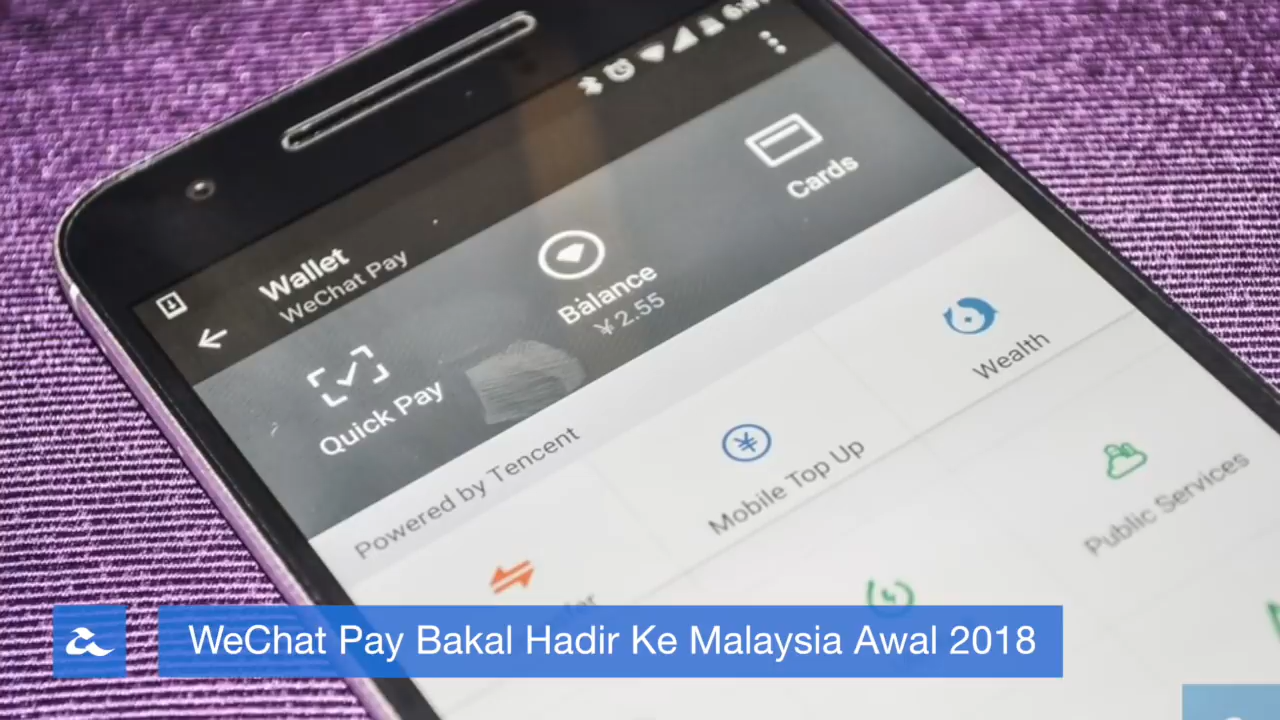 Wallet
WeChat Pay
Quick Pay
Balance
¥2.55
Cards
Powered by Tencent
Mobile Top Up
Wealth
Public Services
WeChat Pay Bakal Hadir Ke Malaysia Awal 2018